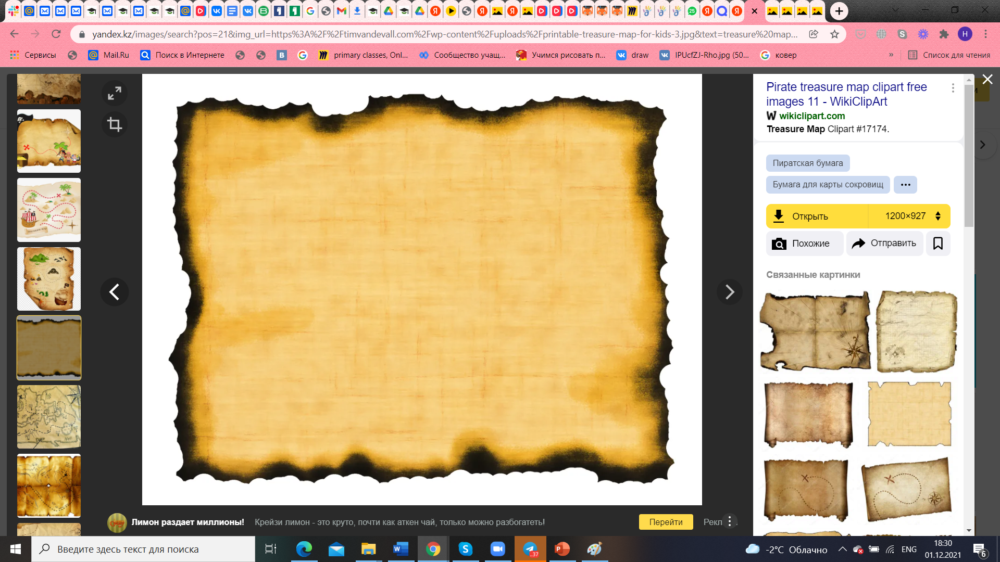 25
yandex.kz/images/search?pos=21&img_url=https%3A%2F%2Ftimvandevall.com%2Fwp-content%2Fuploads%2Fprintable-treasure-map-for-kids-3.jpg&text=treasure%20map...
H
Сервисы
Mail.Ru
Поиск в Интернете
primary classes, Onl...
Сообщество учащ...
Учимся рисовать п...
draw
IPUcfZJ-Rho.jpg (50...
ковер
»
Список для чтения
Pirate treasure map clipart free
images 11 - WikiClipArt
wikiclipart.com
Treasure Map Clipart #17174.
Пиратская бумага
Бумага для карты сокровищ
Открыть 1200×927
Похожие Отправить
Связанные картинки
Лимон раздает миллионы! Крейзи лимон - это круто, почти как аткен чай, только можно разбогатеть! Перейти
Введите здесь текст для поиска
..37
-2°C Облачно
ENG
18:30
01.12.2021
6